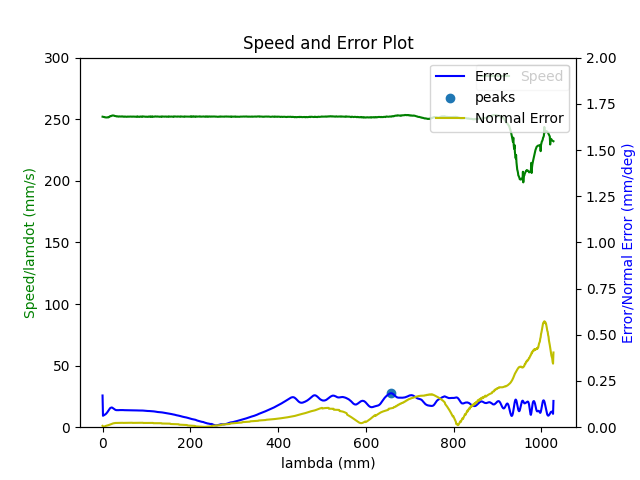 Speed and Error Plot
300
250
200
150
100
50
0
Speed/lamdot (mm/s)
2.00
1.75
1.50
1.25
1.00
0.75
0.50
0.25
0.00
Error/Normal Error (mm/deg)
Error
Speed
peaks
Normal Error
0 200 400 600 800 1000
lambda (mm)